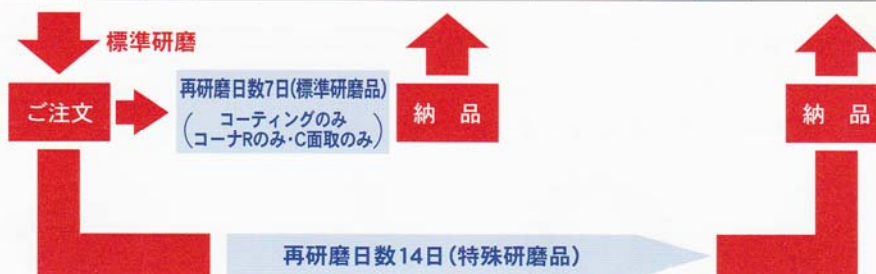 標準研磨
ご注文
再研磨日数7日(標準研磨品)
(コーティングのみ
コーナRのみ・C面取のみ)
納 品
納 品
再研磨日数14日(特殊研磨品)